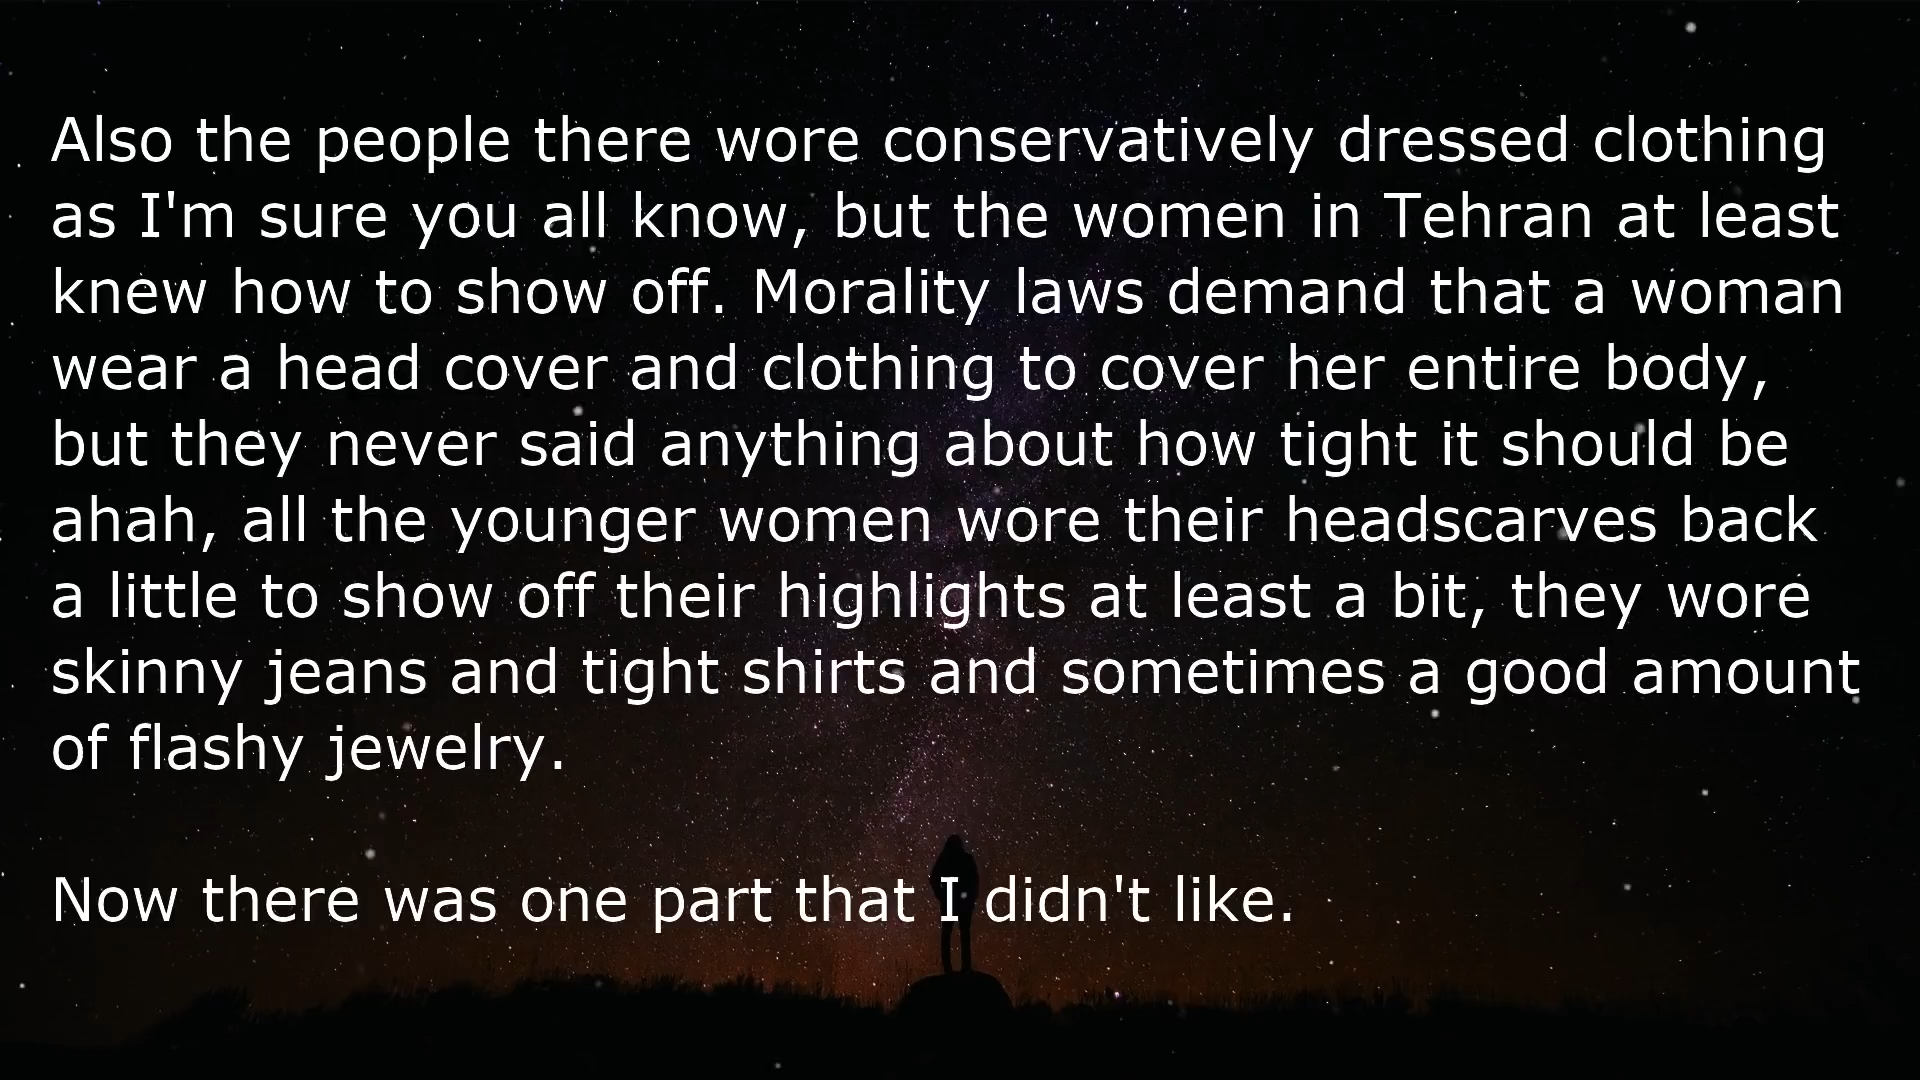 Also the people there wore conservatively dressed clothing
as I'm sure you all know, but the women in Tehran at least
knew how to show off. Morality laws demand that a woman
wear a head cover and clothing to cover her entire body,
but they never said anything about how tight it should be
ahah, all the younger women wore their headscarves back
a little to show off their highlights at least a bit, they wore
skinny jeans and tight shirts and sometimes a good amount
of flashy jewelry.
Now there was one part that I didn't like.